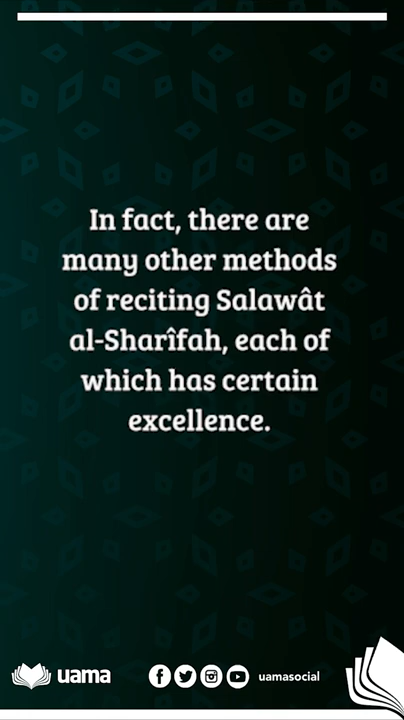 In fact, there are
many other methods
of reciting Salawât
al-Sharîfah, each of
which has certain
excellence.
uama
uamasocial